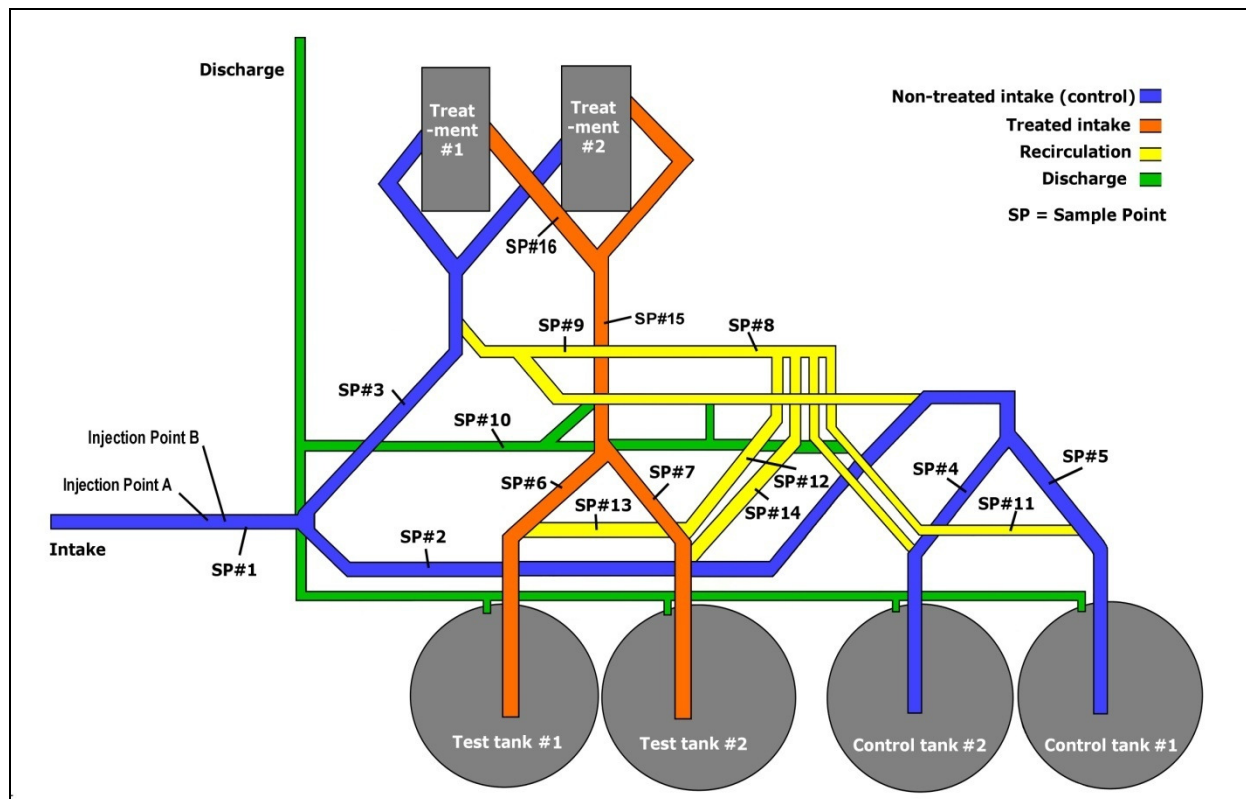 Discharge
Treat
-ment
#1
Treat
-ment
#2
Non-treated intake (control)
Treated intake
Recirculation
Discharge
SP = Sample Point
SP#16
SP#15
SP#9
SP#8
SP#3
SP#10
Injection Point B
Injection Point A
SP#6
SP#7
SP#12
SP#4
SP#5
SP#13
SP#14
SP#11
Intake
SP#1
SP#2
Test tank #1
Test tank #2
Control tank #2
Control tank #1